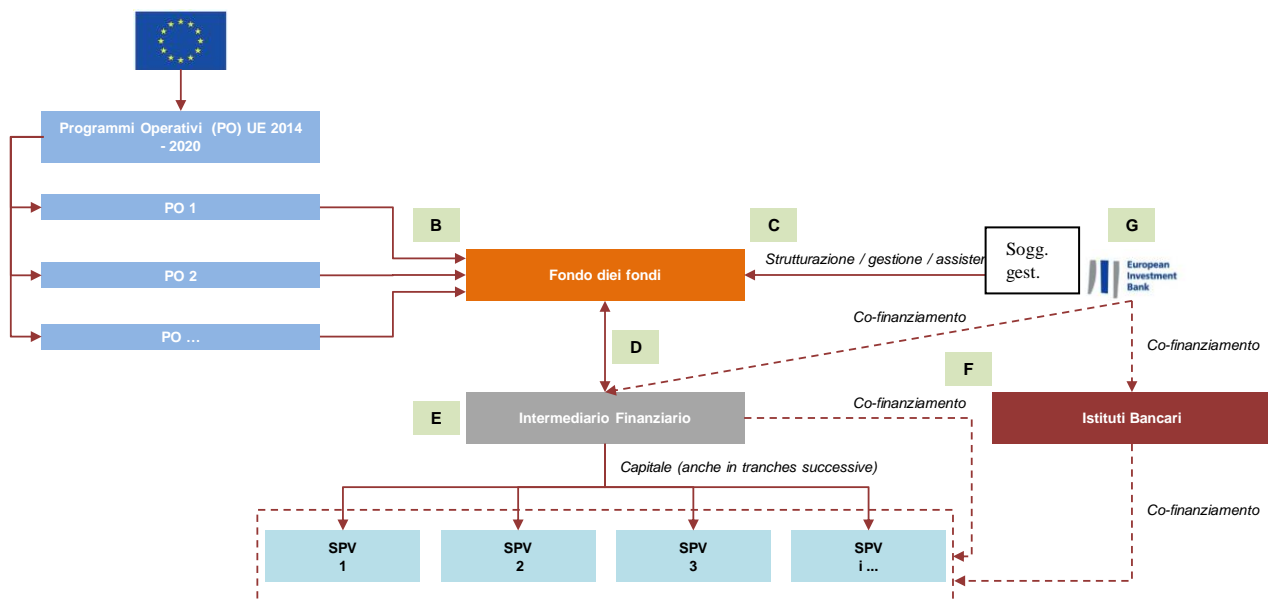 Programmi Operativi (PO) UE 2014
- 2020
PO 1
B
C
G
Sogg.
gest.
Strutturazione / gestione / assisten
European
Investment
Bank
PO 2
Fondo diei fondi
PO ...
Co-finanziamento
D
Co-finanziamento
F
E
Intermediario Finanziario
Co-finanziamento
Istituti Bancari
Capitale (anche in tranches successive)
Co-finanziamento
SPV
1
SPV
2
SPV
3
SPV
i ...